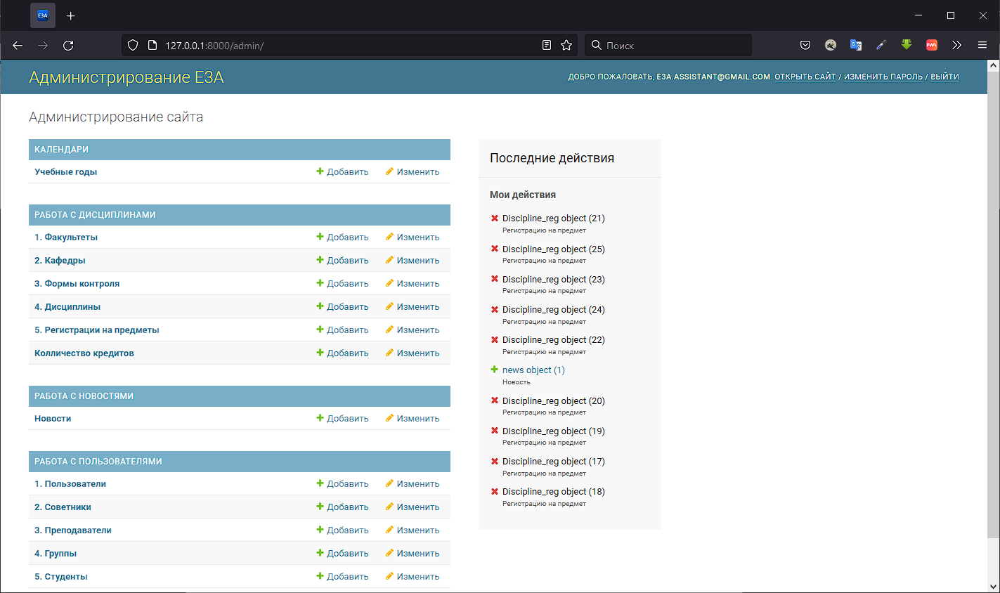 E3A
127.0.0.1:8000/admin/
Поиск
Администрирование ЕЗА
ДОБРО ПОЖАЛОВАТЬ, E3A.ASSISTANT@GMAIL.COM. ОТКРЫТЬ САЙТ / ИЗМЕНИТЬ ПАРОЛЬ / ВЫЙТИ
Администрирование сайта
КАЛЕНДАРИ
Учебные годы Добавить Изменить
РАБОТА С ДИСЦИПЛИНАМИ
1. Факультеты Добавить Изменить
2. Кафедры Добавить Изменить
3. Формы контроля Добавить Изменить
4. Дисциплины Добавить Изменить
5. Регистрации на предметы Добавить Изменить
Колличество кредитов Добавить Изменить
РАБОТА С НОВОСТЯМИ
Новости Добавить Изменить
РАБОТА С ПОЛЬЗОВАТЕЛЯМИ
1. Пользователи Добавить Изменить
2. Советники Добавить Изменить
3. Преподаватели Добавить Изменить
4. Группы Добавить Изменить
5. Студенты Добавить Изменить
Последние действия
Мои действия
Discipline_reg object (21)
Регистрацию на предмет
Discipline_reg object (25)
Регистрацию на предмет
Discipline_reg object (23)
Регистрацию на предмет
Discipline_reg object (24)
Регистрацию на предмет
Discipline_reg object (22)
Регистрацию на предмет
news object (1)
Новость
Discipline_reg object (20)
Регистрацию на предмет
Discipline_reg object (19)
Регистрацию на предмет
Discipline_reg object (17)
Регистрацию на предмет
Discipline_reg object (18)
Регистрацию на предмет